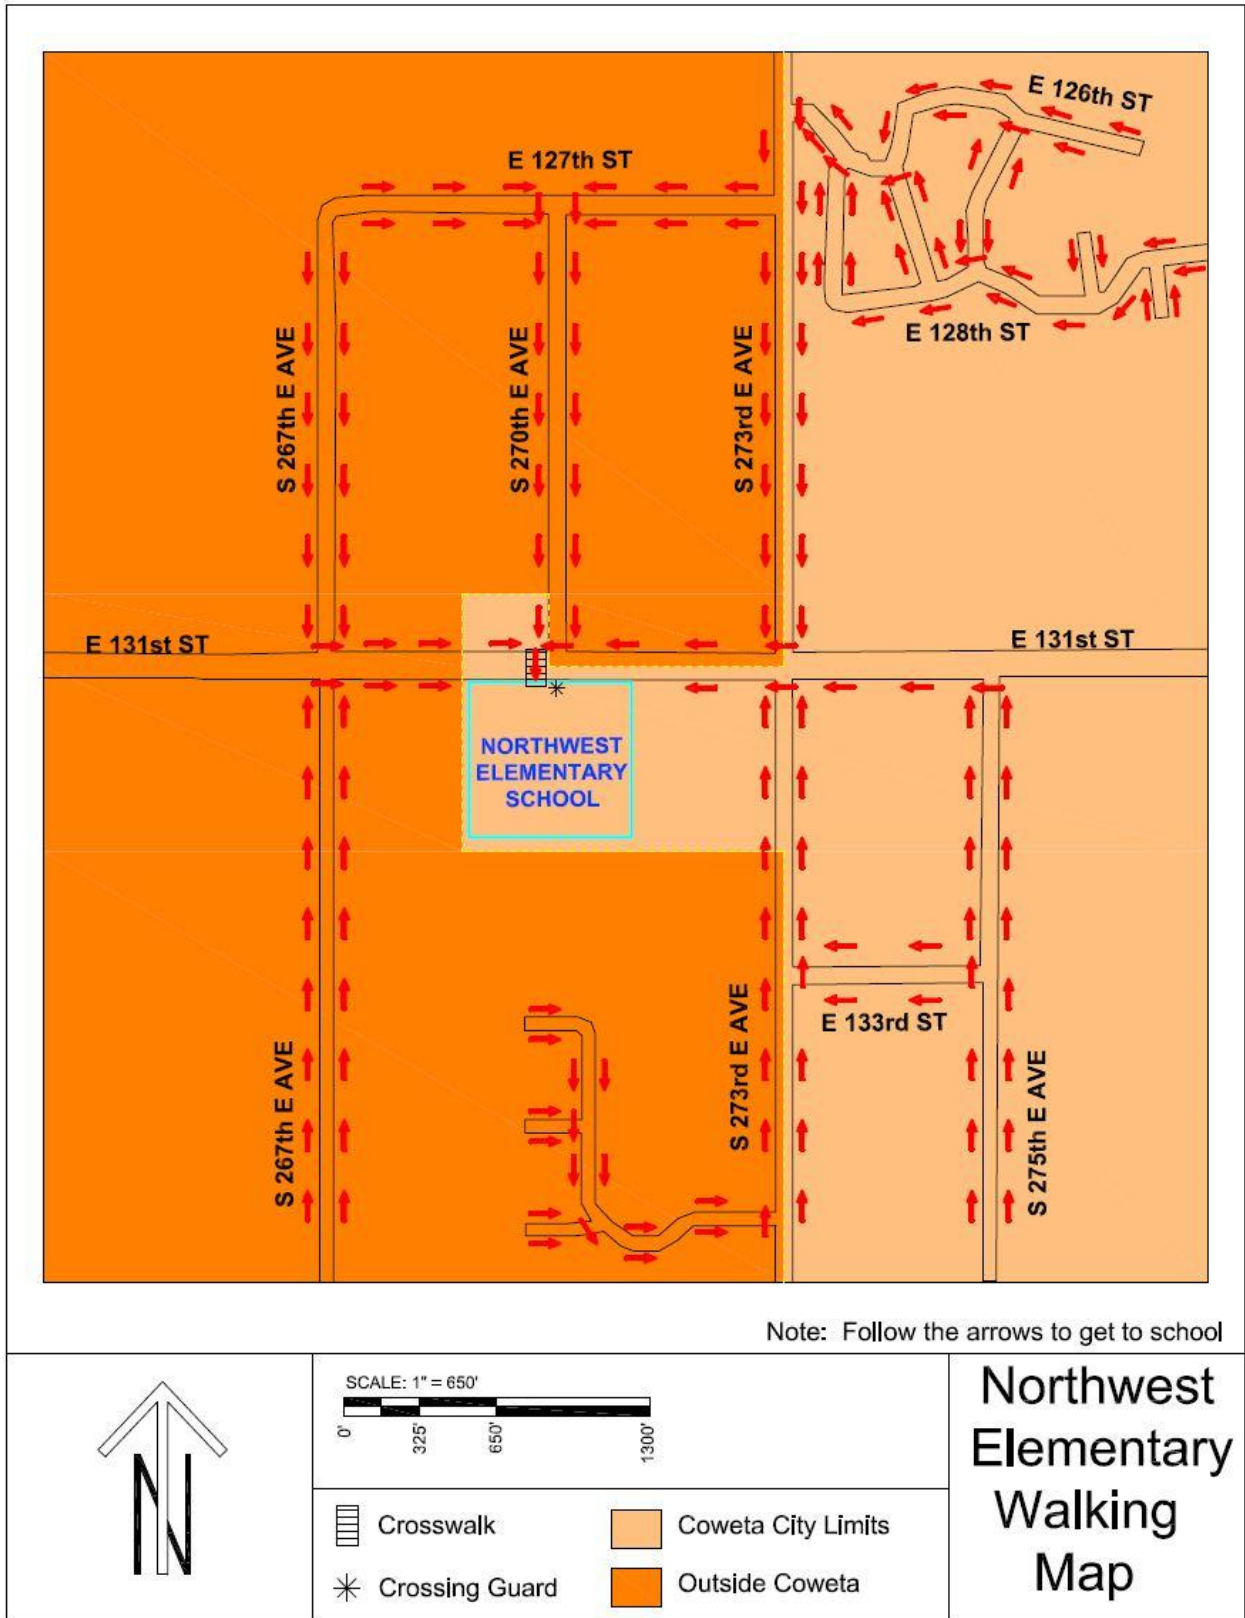 E 126th ST
E 127th ST
E 128th ST
S 267th E AVE
S 270th E AVE
S 273rd E AVE
E 131st ST
E 131st ST
NORTHWEST
ELEMENTARY
SCHOOL
E 133rd ST
S 267th E AVE
S 273rd E AVE
S 275th E AVE
Note: Follow the arrows to get to school
N
SCALE: 1" = 650'
0' 325' 650' 1300'
Crosswalk
Coweta City Limits
Crossing Guard
Outside Coweta
Northwest
Elementary
Walking
Map